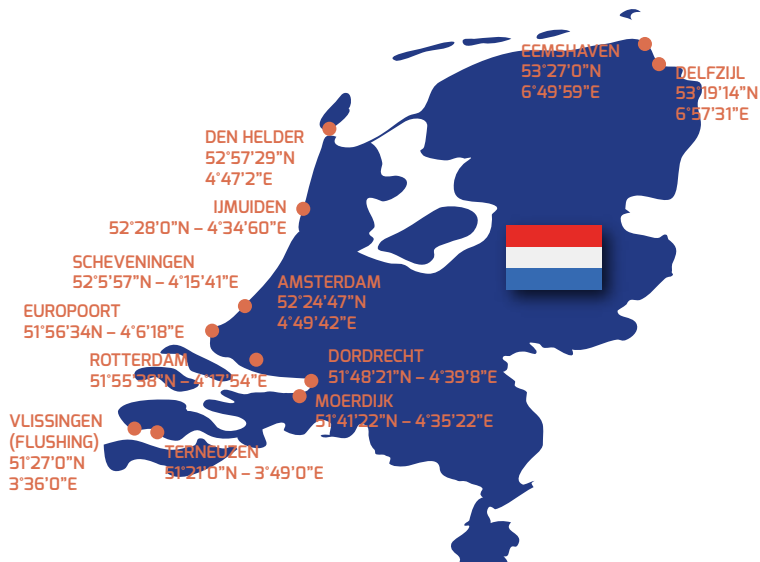 EEMSHAVEN
53°27'0"N
6°49'59"E
DELFZIJL
53°19'14"N
6°57'31"E
DEN HELDER
52°57'29"N
4°47'2"E
IJMUIDEN
52°28'0"N – 4°34'60"E
SCHEVENINGEN
52°5'57"N – 4°15'41"E
AMSTERDAM
52°24'47"N
4°49'42"E
EUROPOORT
51°56'34N – 4°6'18"E
ROTTERDAM
51°55'38"N – 4°17'54"E
DORDRECHT
51°48'21"N – 4°39'8"E
MOERDIJK
51°41'22"N – 4°35'22"E
VLISSINGEN
(FLUSHING)
51°27'0"N
3°36'0"E
TERNEUZEN
51°21'0"N – 3°49'0"E